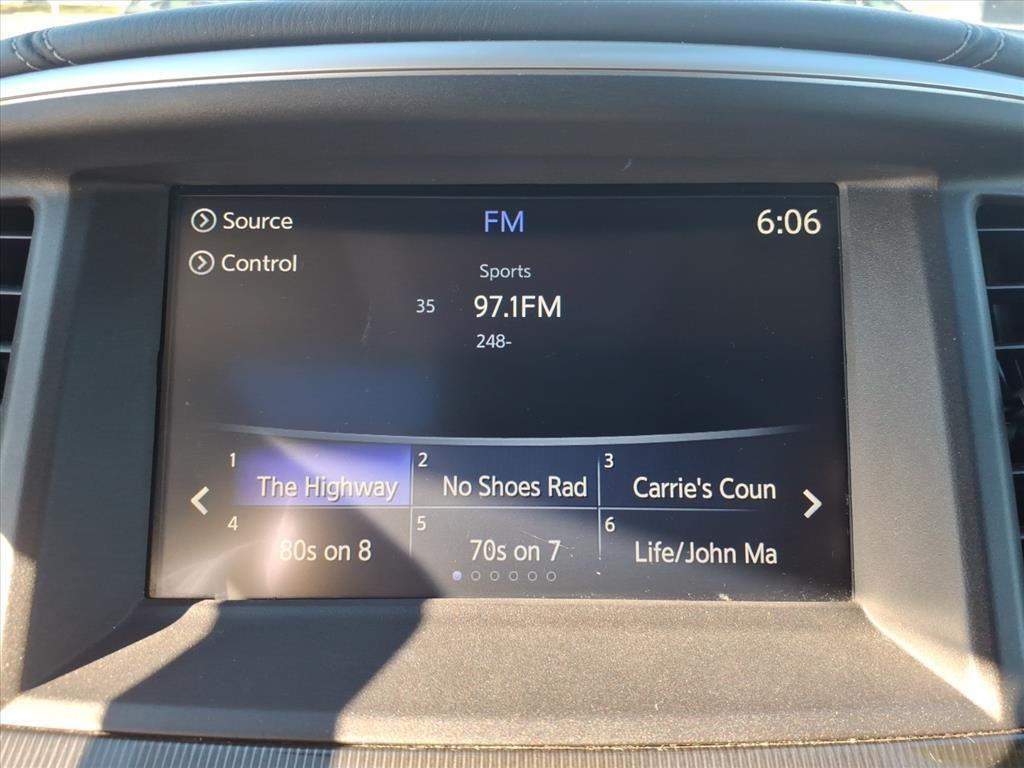 Source
FM
6:06
Control
Sports
35
97.1FM
248-
1 The Highway
2 No Shoes Rad
3 Carrie's Coun
4 80s on 8
5 70s on 7
6 Life/John Ma